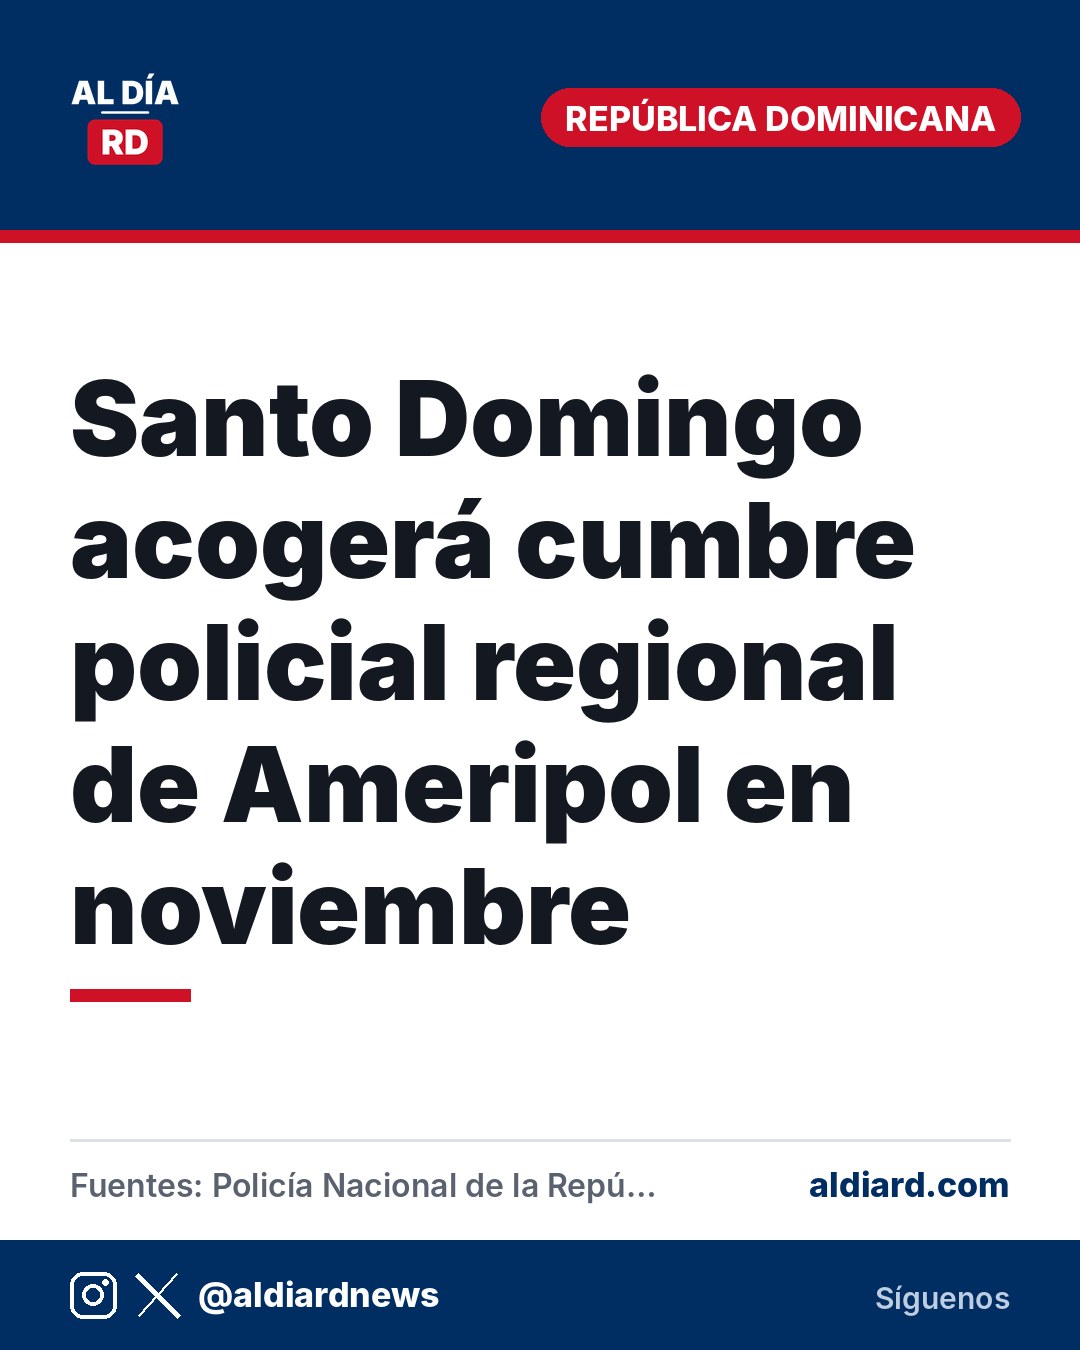 AL DÍA
RD
REPÚBLICA DOMINICANA
Santo Domingo
acogerá cumbre
policial regional
de Ameripol en
noviembre
Fuentes: Policía Nacional de la Repú...
aldiard.com
@aldiardnews
Síguenos